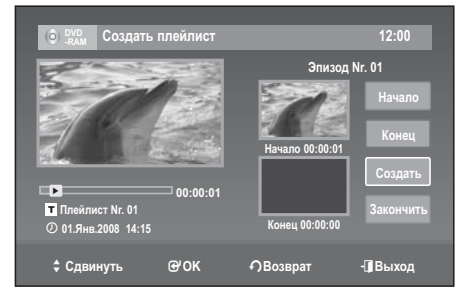 DVD
-RAM
Создать плейлист
12:00
Эпизод Nr. 01
Начало
Конец
Начало 00:00:01
Создать
00:00:01
Закончить
T Плейлист Nr. 01
Конец 00:00:00
01.Янв.2008 14:15
Сдвинуть OK Возврат Выход